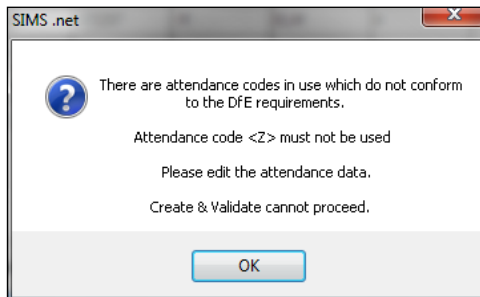 SIMS .net
There are attendance codes in use which do not conform
to the DfE requirements.
Attendance code <Z> must not be used
Please edit the attendance data.
Create & Validate cannot proceed.
OK